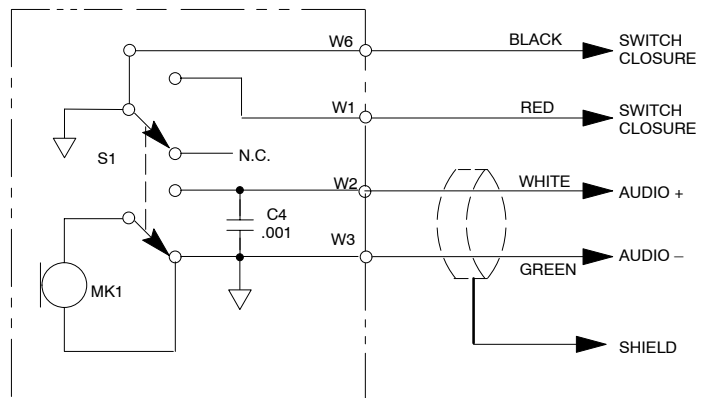 W6
BLACK
SWITCH
CLOSURE
W1
RED
SWITCH
CLOSURE
S1
N.C.
W2
WHITE
AUDIO +
C4
.001
W3
GREEN
AUDIO –
MK1
SHIELD